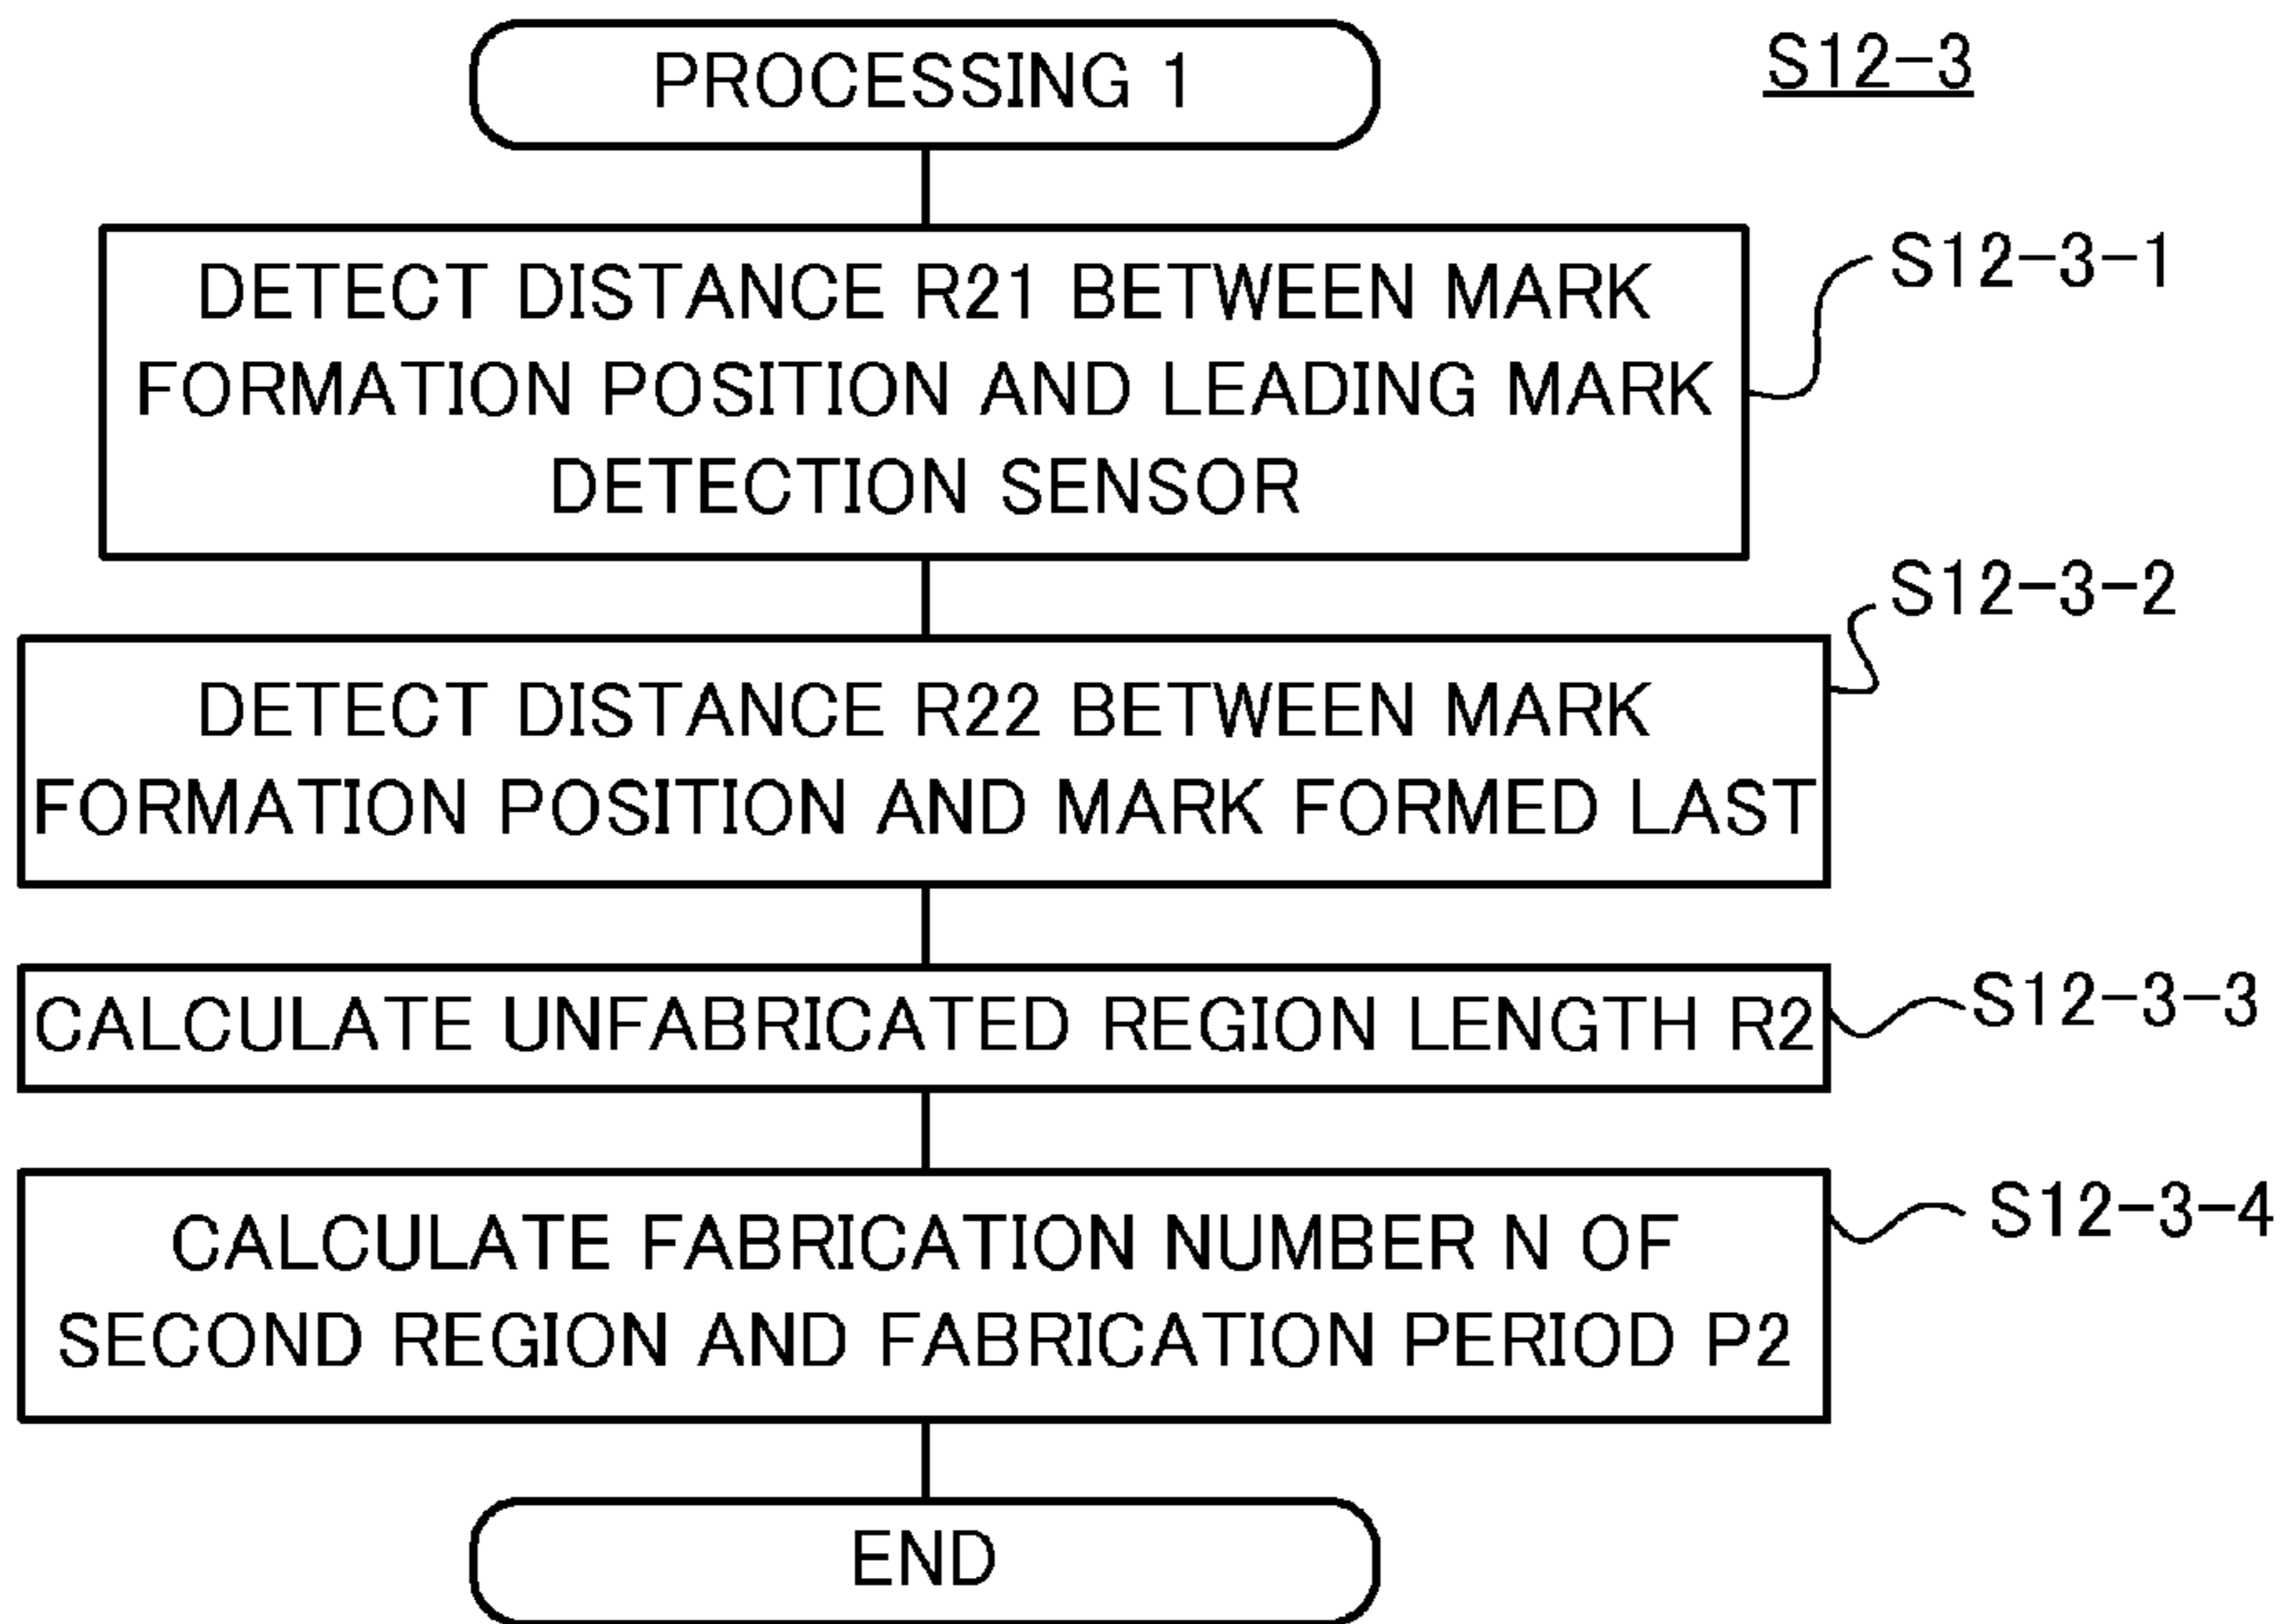 PROCESSING 1
S12-3
DETECT DISTANCE R21 BETWEEN MARK
FORMATION POSITION AND LEADING MARK
DETECTION SENSOR
S12-3-1
DETECT DISTANCE R22 BETWEEN MARK
FORMATION POSITION AND MARK FORMED LAST
S12-3-2
CALCULATE UNFABRICATED REGION LENGTH R2
S12-3-3
CALCULATE FABRICATION NUMBER N OF
SECOND REGION AND FABRICATION PERIOD P2
S12-3-4
END